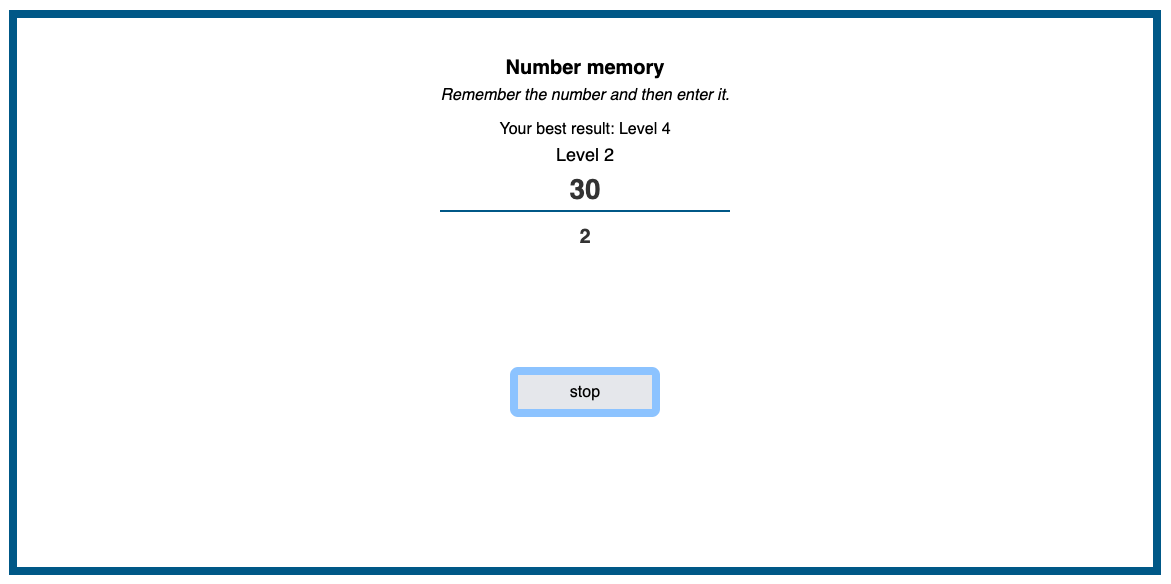 Number memory
Remember the number and then enter it.
Your best result: Level 4
Level 2
30
2
stop